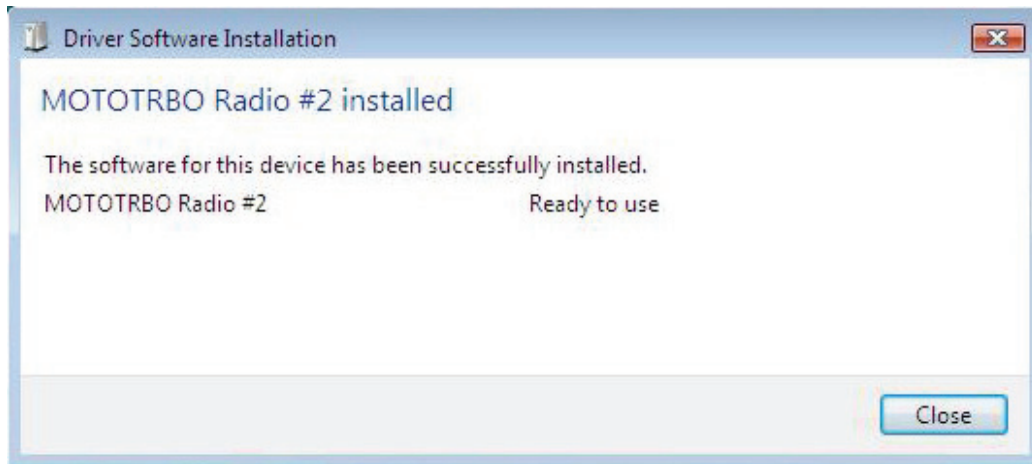 Driver Software Installation
MOTOTRBO Radio #2 installed
The software for this device has been successfully installed.
MOTOTRBO Radio #2 Ready to use
Close